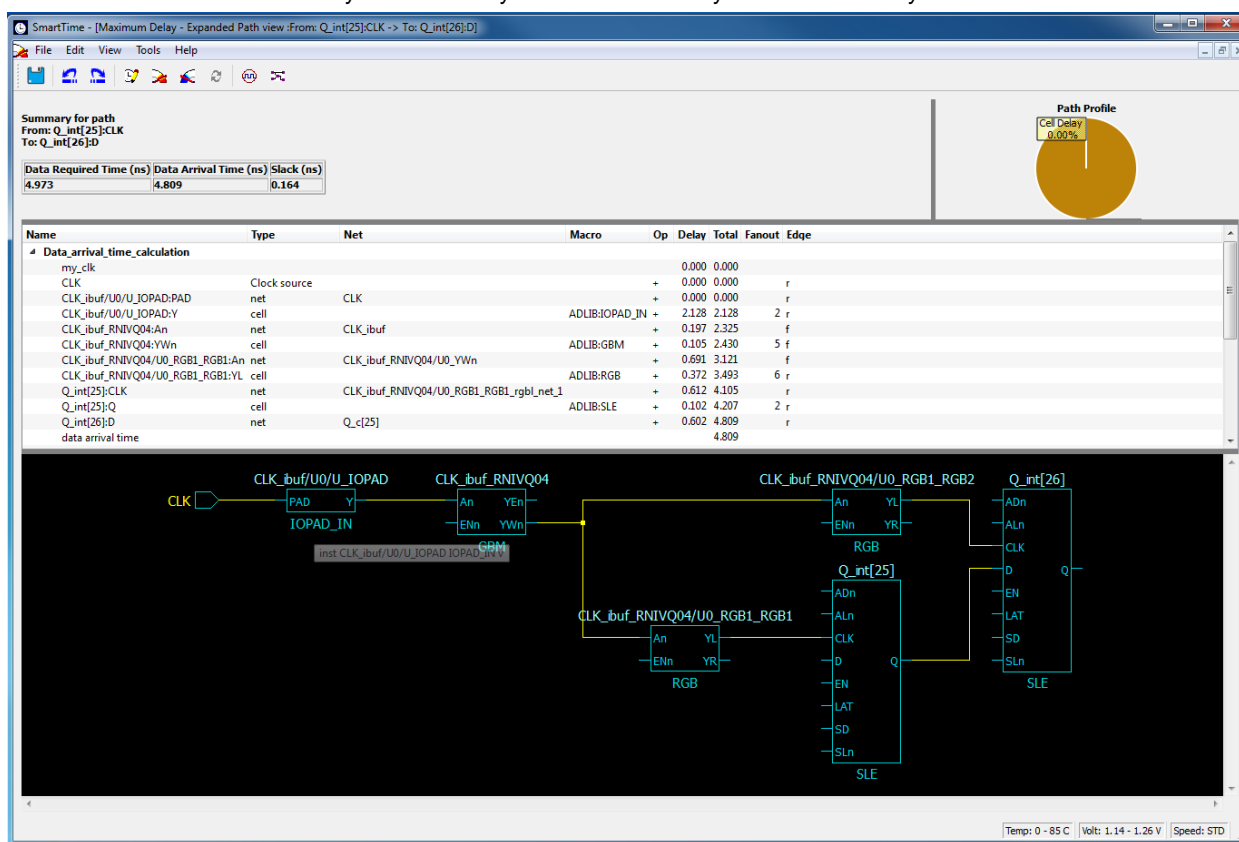 SmartTime - [Maximum Delay - Expanded Path view :From: Q_int[25]:CLK -> To: Q_int[26]:D]
File Edit View Tools Help
Summary for path
From: Q_int[25]:CLK
To: Q_int[26]:D
Data Required Time (ns) Data Arrival Time (ns) Slack (ns)
4.973 4.809 0.164
Path Profile
Cell Delay
0.00%
Name Type Net Macro Op Delay Total Fanout Edge
Data_arrival_time_calculation
my_clk 0.000 0.000
CLK Clock source + 0.000 0.000 r
CLK_ibuf/U0/U_IOPAD:PAD net CLK + 0.000 0.000 r
CLK_ibuf/U0/U_IOPAD:Y cell ADLIB:IOPAD_IN + 2.128 2.128 2 r
CLK_ibuf_RNIVQ04:An net CLK_ibuf + 0.197 2.325 f
CLK_ibuf_RNIVQ04:YWn cell ADLIB:GBM + 0.105 2.430 5 f
CLK_ibuf_RNIVQ04/U0_RGB1_RGB1:An net CLK_ibuf_RNIVQ04/U0_YWn + 0.691 3.121 f
CLK_ibuf_RNIVQ04/U0_RGB1_RGB1:YL cell ADLIB:RGB + 0.372 3.493 6 r
Q_int[25]:CLK net CLK_ibuf_RNIVQ04/U0_RGB1_RGB1_rgbl_net_1 + 0.612 4.105 r
Q_int[25]:Q cell ADLIB:SLE + 0.102 4.207 2 r
Q_int[26]:D net Q_c[25] + 0.602 4.809 r
data arrival time 4.809
CLK_ibuf/U0/U_IOPAD CLK_ibuf_RNIVQ04 CLK_ibuf_RNIVQ04/U0_RGB1_RGB2 Q_int[26]
CLK PAD Y An YEn An YL ADn
IOPAD_IN ENn YWn ENn YR ALn
inst CLK_ibuf/U0/U_IOPAD IOPAD_IN V GBM RGB CLK
Q_int[25] D Q
ADn EN
CLK_ibuf_RNIVQ04/U0_RGB1_RGB1 ALn LAT
An YL CLK SD
ENn YR D Q SLn
RGB EN SLE
LAT
SD
SLn
SLE
Temp: 0 - 85 C Volt: 1.14 - 1.26 V Speed: STD